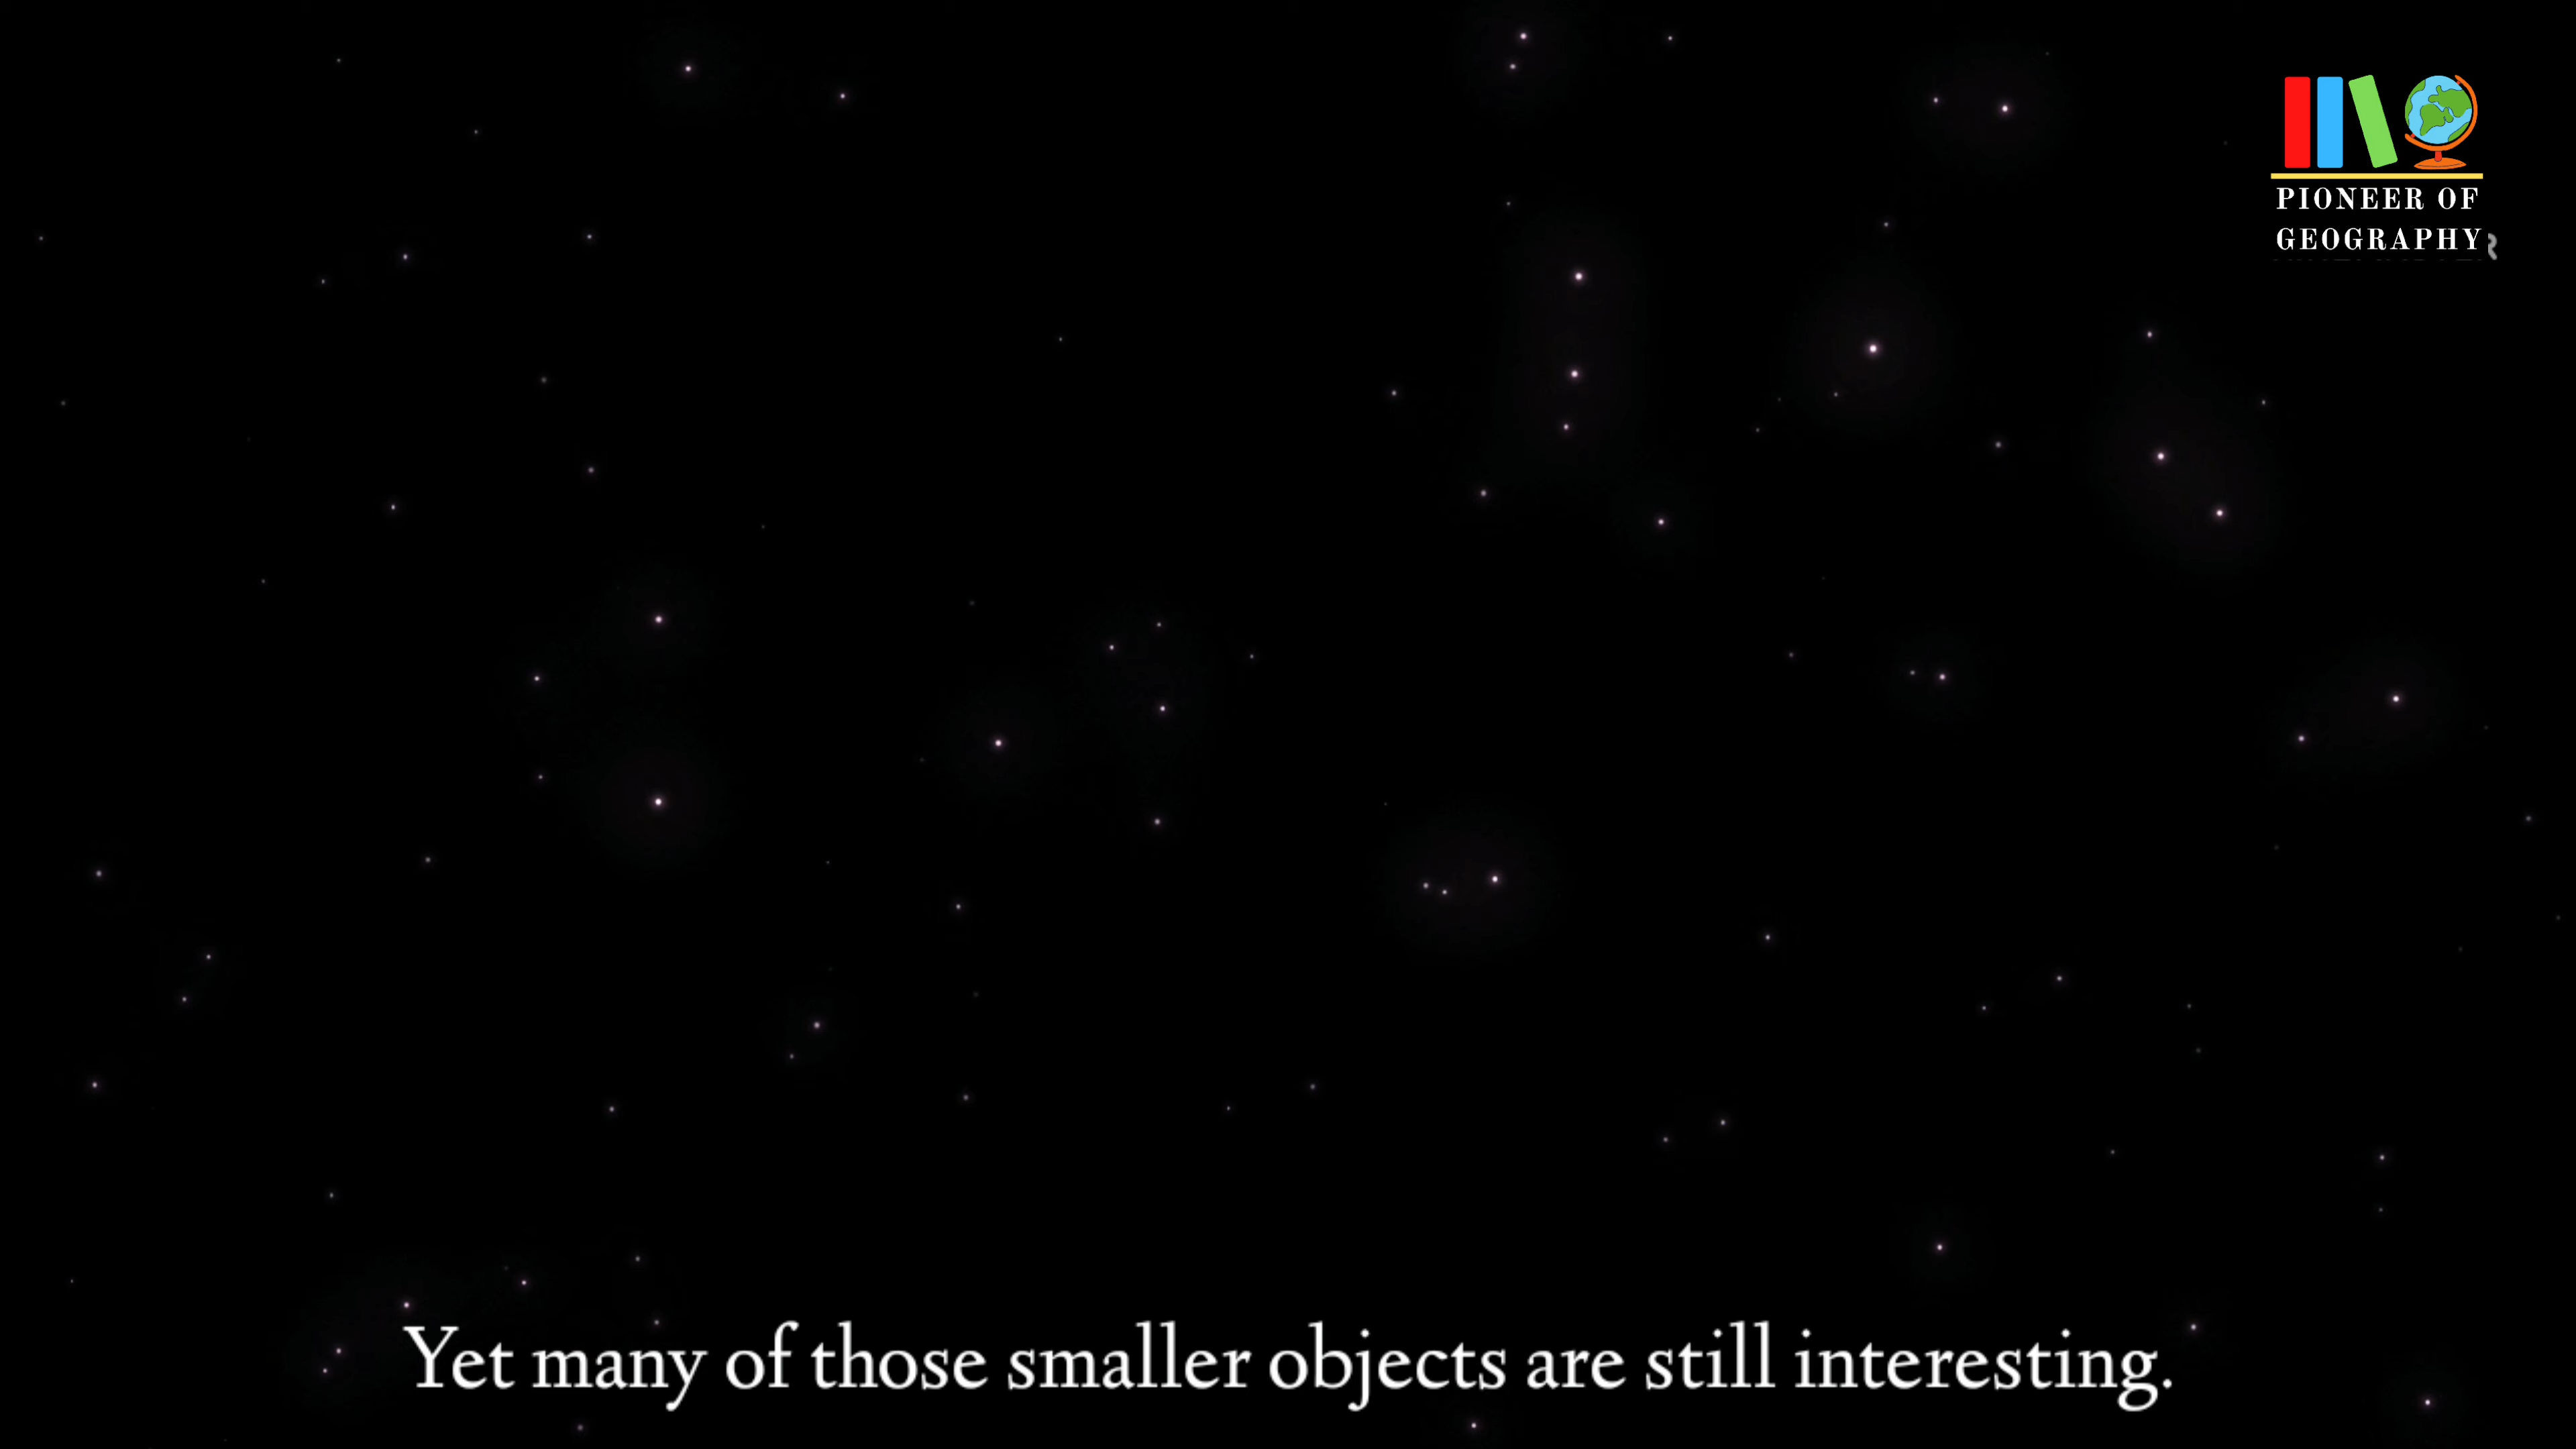 PIONEER OF
GEOGRAPHY
Yet many of those smaller objects are still interesting.